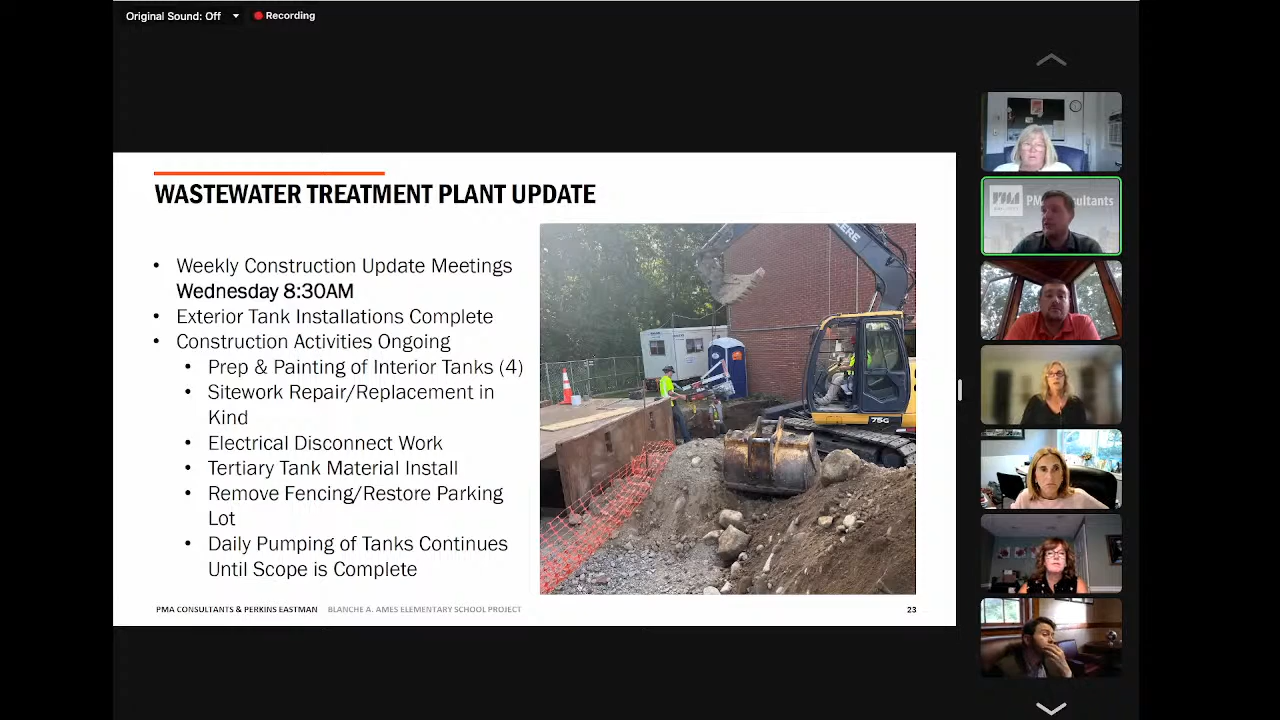 Original Sound: Off
Recording
WASTEWATER TREATMENT PLANT UPDATE
• Weekly Construction Update Meetings
Wednesday 8:30AM
• Exterior Tank Installations Complete
• Construction Activities Ongoing
• Prep & Painting of Interior Tanks (4)
• Sitework Repair/Replacement in
Kind
• Electrical Disconnect Work
• Tertiary Tank Material Install
• Remove Fencing/Restore Parking
Lot
• Daily Pumping of Tanks Continues
Until Scope is Complete
75G
PMA CONSULTANTS & PERKINS EASTMAN BLANCHE A. AMES ELEMENTARY SCHOOL PROJECT
23
PMA